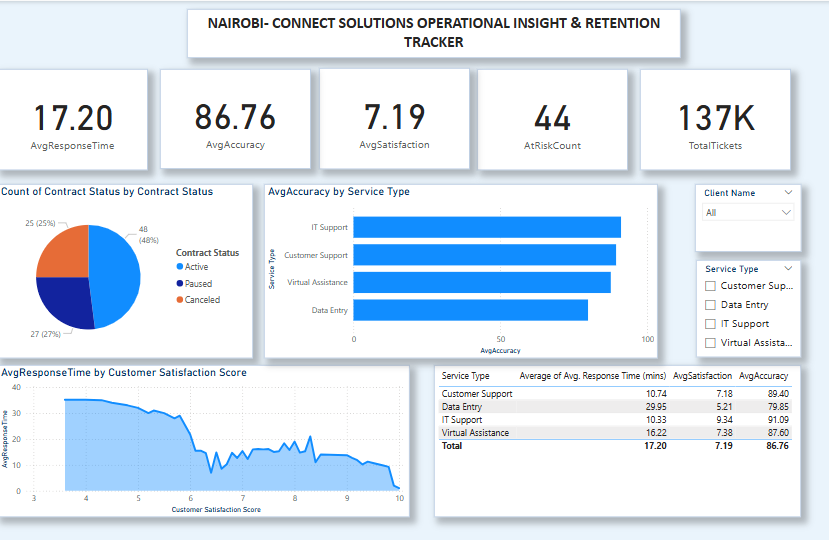 NAIROBI- CONNECT SOLUTIONS OPERATIONAL INSIGHT & RETENTION
TRACKER
17.20
AvgResponseTime
86.76
AvgAccuracy
7.19
AvgSatisfaction
44
AtRiskCount
137K
TotalTickets
Count of Contract Status by Contract Status
25 (25%)
48
(48%)
27 (27%)
Contract Status
Active
Paused
Canceled
AvgAccuracy by Service Type
Service Type
IT Support
Customer Support
Virtual Assistance
Data Entry
0 50 100
AvgAccuracy
Client Name
All
Service Type
Customer Sup...
Data Entry
IT Support
Virtual Assista...
AvgResponseTime by Customer Satisfaction Score
AvgResponseTime
40
30
20
10
0
3 4 5 6 7 8 9 10
Customer Satisfaction Score
Service Type Average of Avg. Response Time (mins) AvgSatisfaction AvgAccuracy
Customer Support 10.74 7.18 89.40
Data Entry 29.95 5.21 79.85
IT Support 10.33 9.34 91.09
Virtual Assistance 16.22 7.38 87.60
Total 17.20 7.19 86.76